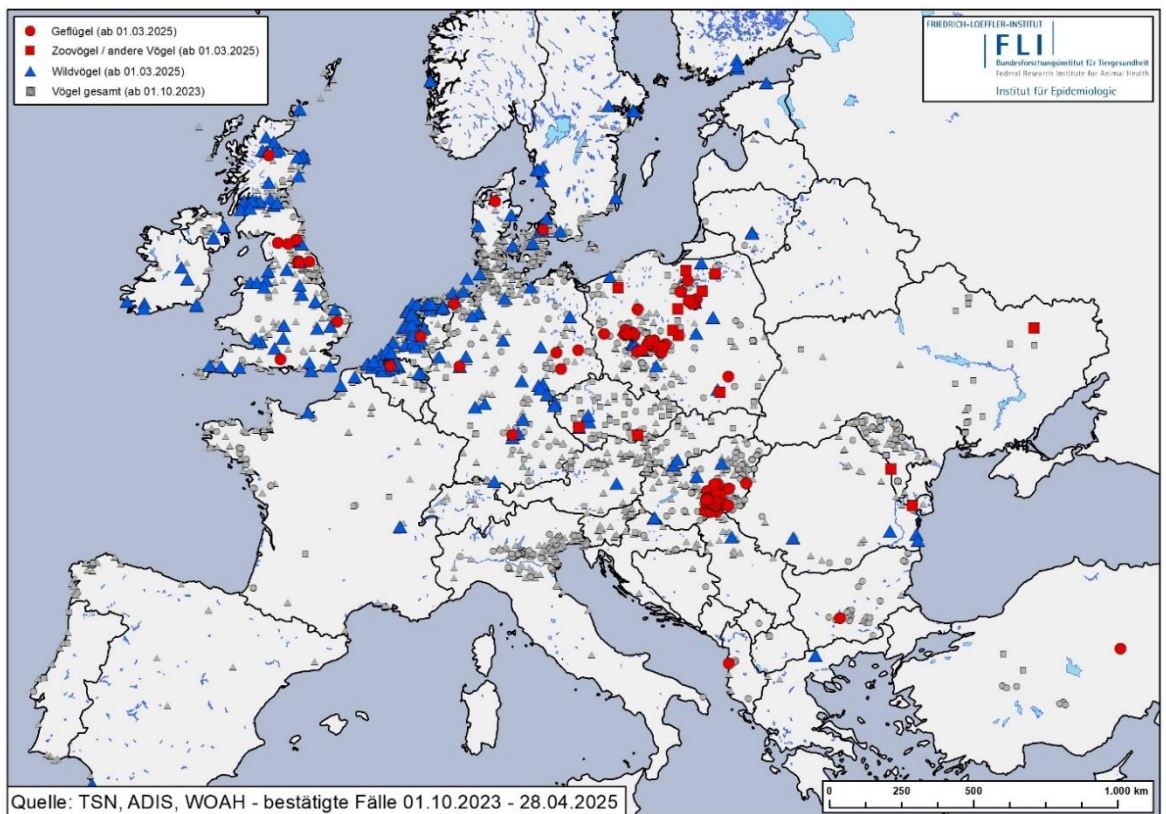 Geflügel (ab 01.03.2025)
Zoovögel / andere Vögel (ab 01.03.2025)
Wildvögel (ab 01.03.2025)
Vögel gesamt (ab 01.10.2023)
FRIEDRICH-LOEFFLER-INSTITUT
FLI
Bundesforschungsinstitut für Tiergesundheit
Federal Research Institute for Animal Health
Institut für Epidemiologie
Quelle: TSN, ADIS, WOAH - bestätigte Fälle 01.10.2023 - 28.04.2025
0 250 500 1.000 km